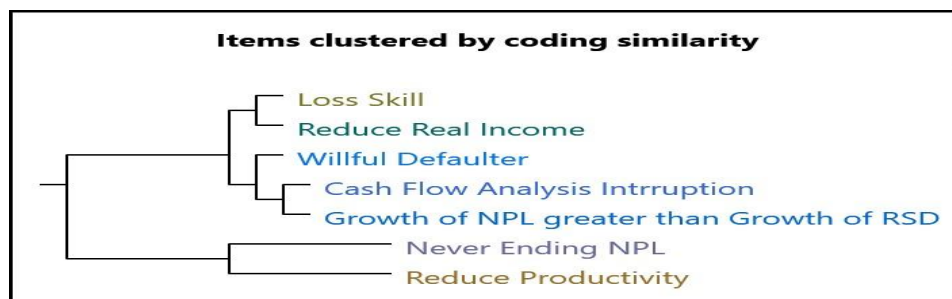 Items clustered by coding similarity
Loss Skill
Reduce Real Income
Willful Defaulter
Cash Flow Analysis Intrruption
Growth of NPL greater than Growth of RSD
Never Ending NPL
Reduce Productivity